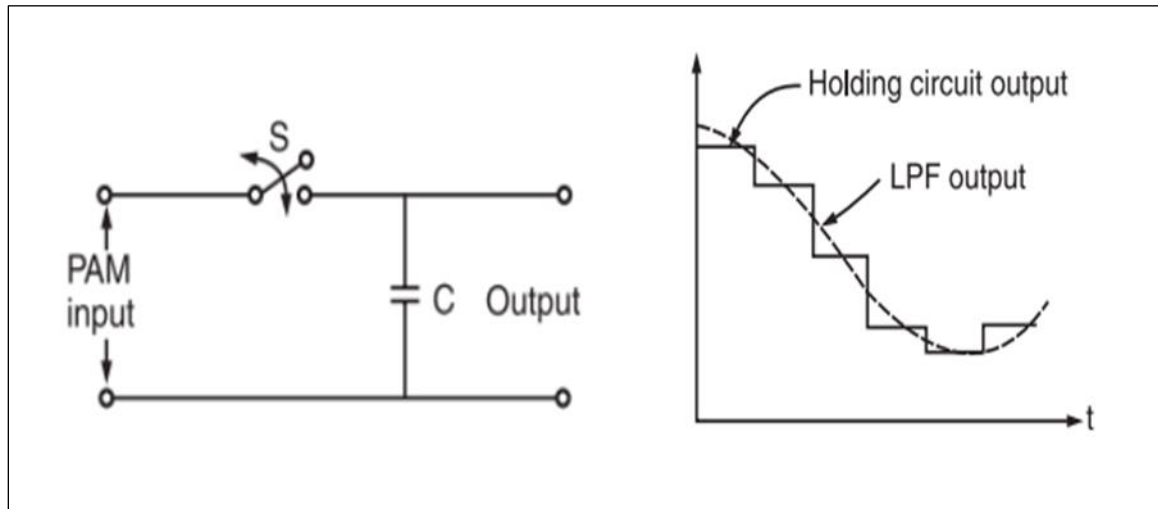 S
PAM
input
C
Output
Holding circuit output
LPF output
t